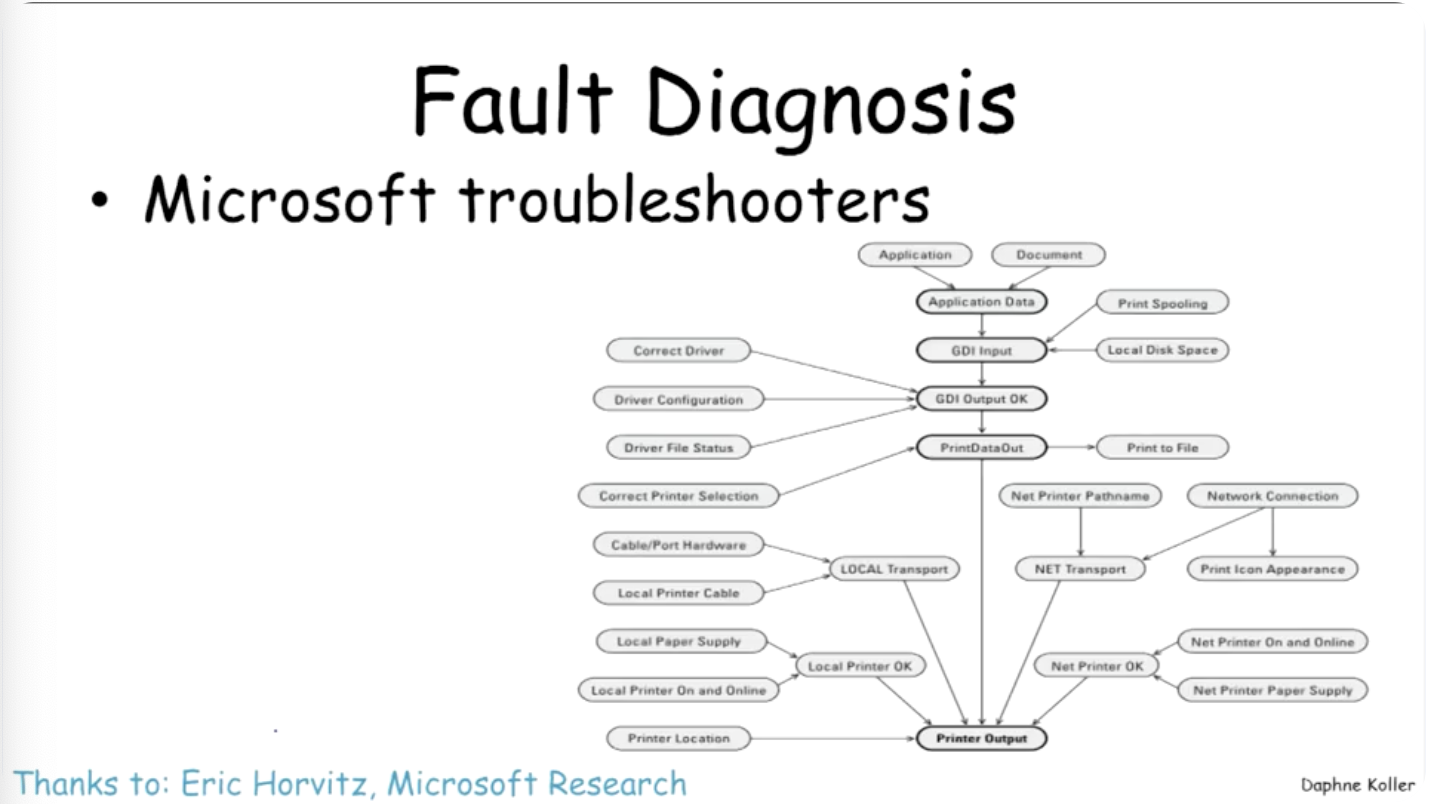 Fault Diagnosis
• Microsoft troubleshooters
Application
Document
Application Data
Print Spooling
Correct Driver
GDI Input
Local Disk Space
Driver Configuration
GDI Output OK
Driver File Status
PrintDataOut
Print to File
Correct Printer Selection
Net Printer Pathname
Network Connection
Cable/Port Hardware
LOCAL Transport
NET Transport
Print Icon Appearance
Local Printer Cable
Local Paper Supply
Net Printer On and Online
Local Printer OK
Net Printer OK
Local Printer On and Online
Net Printer Paper Supply
Printer Location
Printer Output
Thanks to: Eric Horvitz, Microsoft Research
Daphne Koller